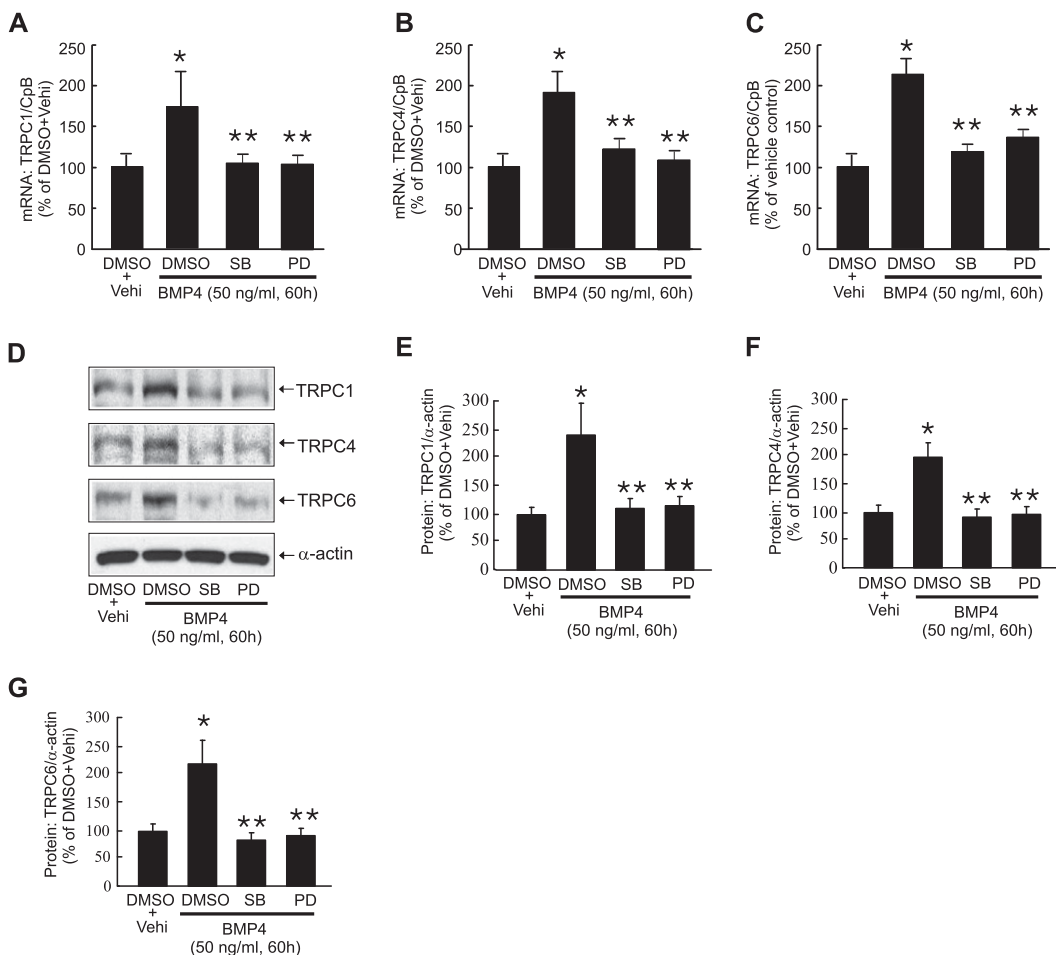 A
mRNA: TRPC1/CpB
(% of DMSO+Vehi)
250
200
150
100
50
0
*
**
**
DMSO
+
Vehi
DMSO
SB
PD
BMP4 (50 ng/ml, 60h)
B
mRNA: TRPC4/CpB
(% of DMSO+Vehi)
250
200
150
100
50
0
*
**
**
DMSO
+
Vehi
DMSO
SB
PD
BMP4 (50 ng/ml, 60h)
C
mRNA: TRPC6/CpB
(% of vehicle control)
250
200
150
100
50
0
*
**
**
DMSO
+
Vehi
DMSO
SB
PD
BMP4 (50 ng/ml, 60h)
D
←TRPC1
←TRPC4
←TRPC6
←α-actin
DMSO
+
Vehi
DMSO
SB
PD
BMP4
(50 ng/ml, 60h)
E
Protein: TRPC1/α-actin
(% of DMSO+Vehi)
300
250
200
150
100
50
0
*
**
**
DMSO
+
Vehi
DMSO
SB
PD
BMP4
(50 ng/ml, 60h)
F
Protein: TRPC4/α-actin
(% of DMSO+Vehi)
300
250
200
150
100
50
0
*
**
**
DMSO
+
Vehi
DMSO
SB
PD
BMP4
(50 ng/ml, 60h)
G
Protein: TRPC6/α-actin
(% of DMSO+Vehi)
300
250
200
150
100
50
0
*
**
**
DMSO
+
Vehi
DMSO
SB
PD
BMP4
(50 ng/ml, 60h)